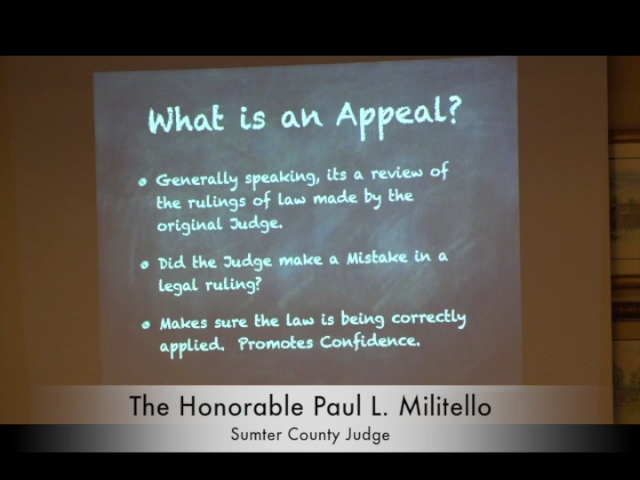 What is an Appeal?
Generally speaking, its a review of
the rulings of law made by the
original Judge.
Did the Judge make a Mistake in a
legal ruling?
Makes sure the law is being correctly
applied. Promotes Confidence.
The Honorable Paul L. Militello
Sumter County Judge